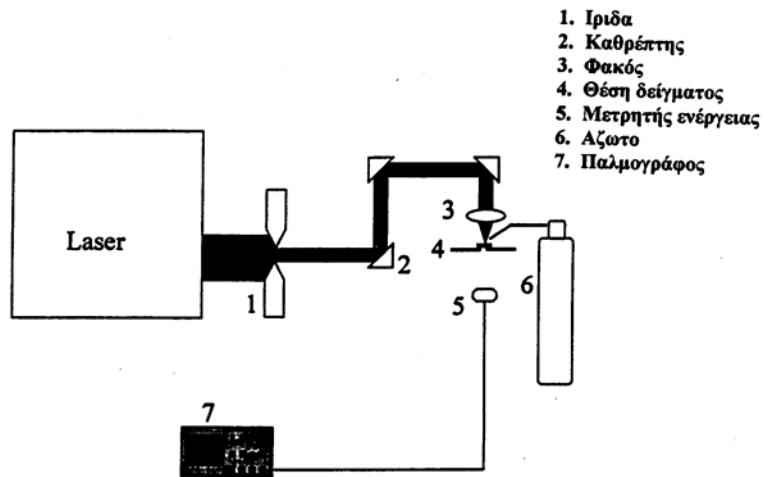 1. Ιριδα
2. Καθρέπτης
3. Φακός
4. Θέση δείγματος
5. Μετρητής ενέργειας
6. Αζωτο
7. Παλμογράφος
Laser
1
2
3
4
5
6
7